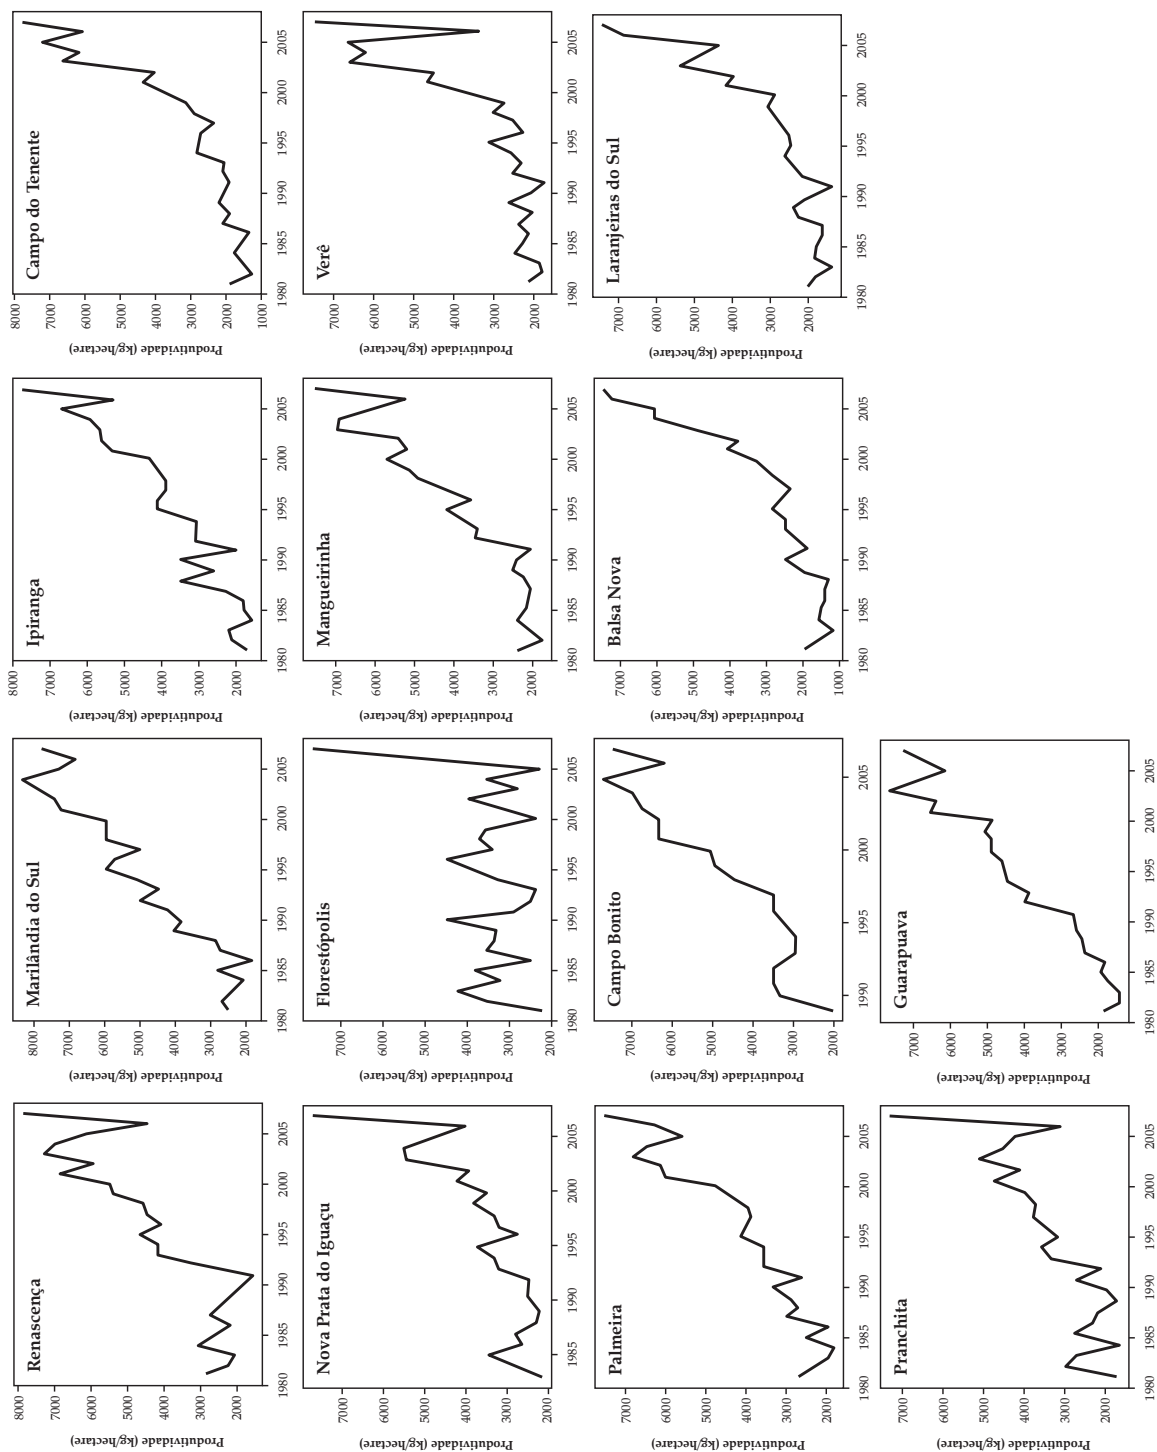 Renascença
Produtividade (kg/hectare)
7000
6000
5000
4000
3000
2000
1980 1985 1990 1995 2000 2005
Marilândia do Sul
Produtividade (kg/hectare)
8000
7000
6000
5000
4000
3000
2000
1980 1985 1990 1995 2000 2005
Ipiranga
Produtividade (kg/hectare)
8000
7000
6000
5000
4000
3000
2000
1980 1985 1990 1995 2000 2005
Campo do Tenente
Produtividade (kg/hectare)
8000
7000
6000
5000
4000
3000
2000
1000
1980 1985 1990 1995 2000 2005
Nova Prata do Iguaçu
Produtividade (kg/hectare)
7000
6000
5000
4000
3000
2000
1985 1990 1995 2000 2005
Florestópolis
Produtividade (kg/hectare)
7000
6000
5000
4000
3000
2000
1980 1985 1990 1995 2000 2005
Mangueirinha
Produtividade (kg/hectare)
7000
6000
5000
4000
3000
2000
1980 1985 1990 1995 2000 2005
Verê
Produtividade (kg/hectare)
7000
6000
5000
4000
3000
2000
1980 1985 1990 1995 2000 2005
Palmeira
Produtividade (kg/hectare)
7000
6000
5000
4000
3000
2000
1980 1985 1990 1995 2000 2005
Campo Bonito
Produtividade (kg/hectare)
7000
6000
5000
4000
3000
2000
1990 1995 2000 2005
Balsa Nova
Produtividade (kg/hectare)
7000
6000
5000
4000
3000
2000
1000
1980 1985 1990 1995 2000 2005
Laranjeiras do Sul
Produtividade (kg/hectare)
7000
6000
5000
4000
3000
2000
1980 1985 1990 1995 2000 2005
Pranchita
Produtividade (kg/hectare)
7000
6000
5000
4000
3000
2000
1980 1985 1990 1995 2000 2005
Guarapuava
Produtividade (kg/hectare)
7000
6000
5000
4000
3000
2000
1980 1985 1990 1995 2000 2005